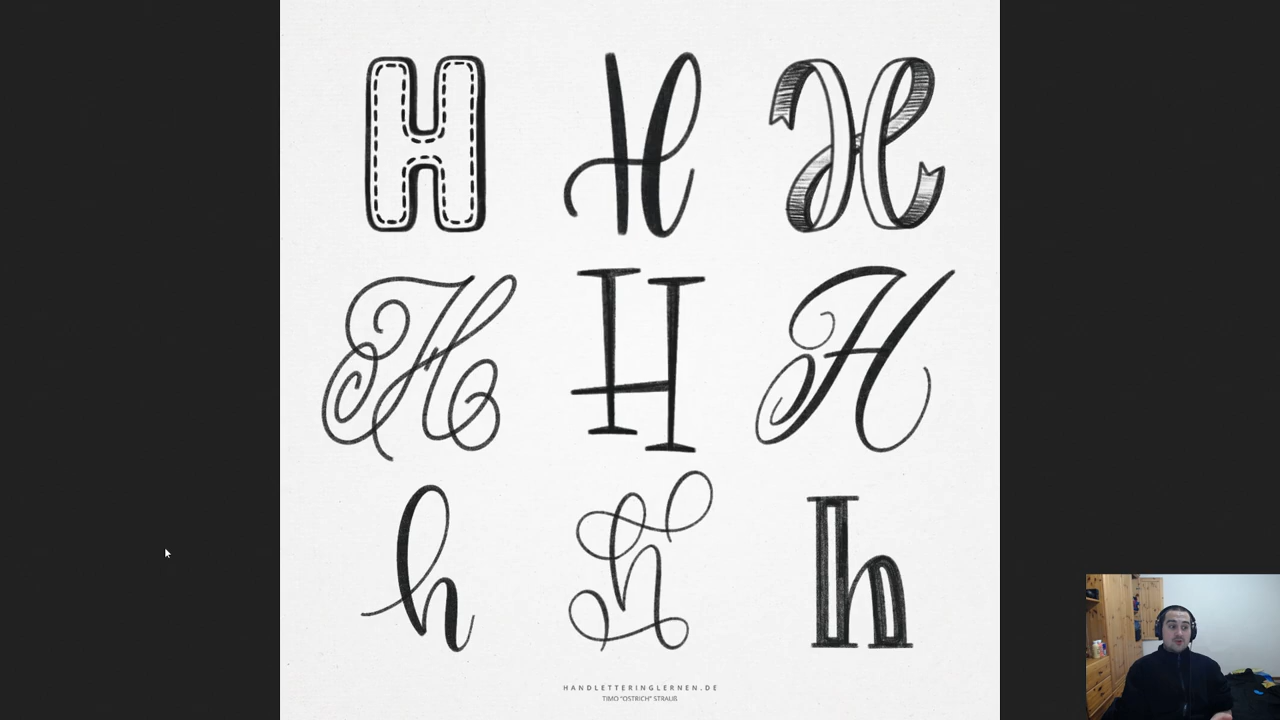 H H H
H H H
h h h
HANDLETTERINGLERNEN.DE
TIMO "OSTRICH" STRAUß